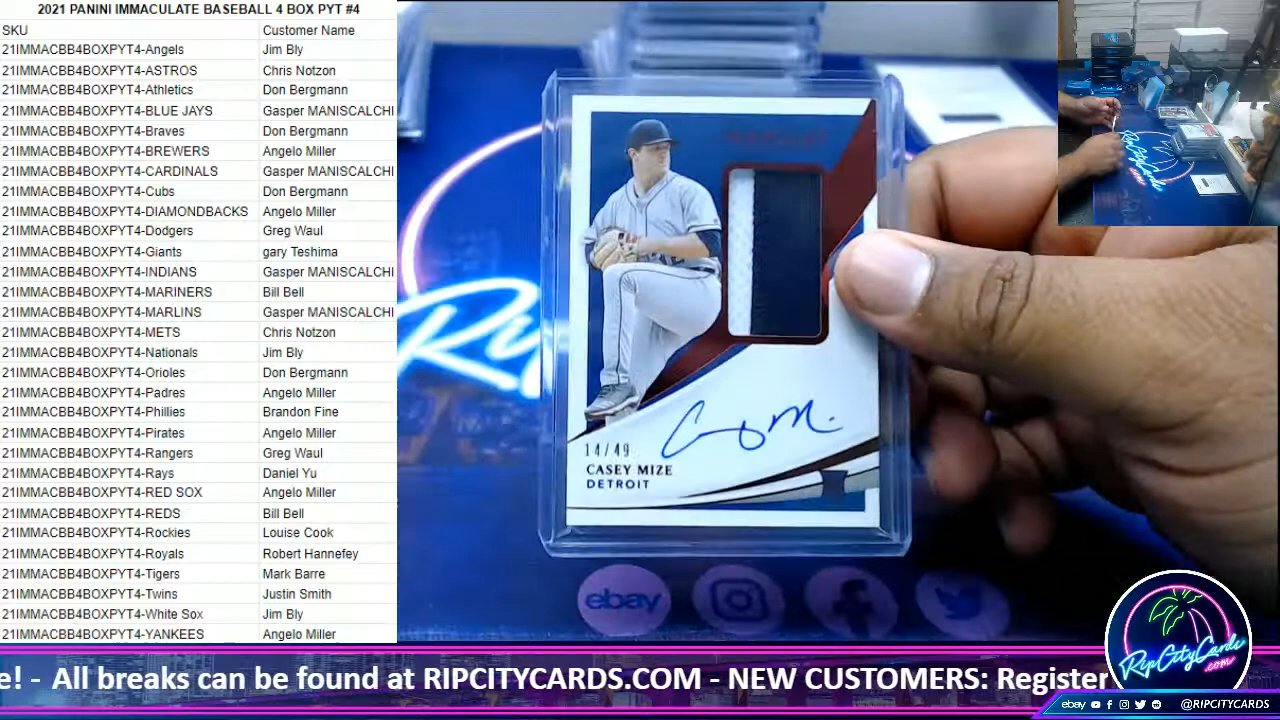 2021 PANINI IMMACULATE BASEBALL 4 BOX PYT #4
SKU Customer Name
21IMMACBB4BOXPYT4-Angels Jim Bly
21IMMACBB4BOXPYT4-ASTROS Chris Notzon
21IMMACBB4BOXPYT4-Athletics Don Bergmann
21IMMACBB4BOXPYT4-BLUE JAYS Gasper MANISCALCHI
21IMMACBB4BOXPYT4-Braves Don Bergmann
21IMMACBB4BOXPYT4-BREWERS Angelo Miller
21IMMACBB4BOXPYT4-CARDINALS Gasper MANISCALCHI
21IMMACBB4BOXPYT4-Cubs Don Bergmann
21IMMACBB4BOXPYT4-DIAMONDBACKS Angelo Miller
21IMMACBB4BOXPYT4-Dodgers Greg Waul
21IMMACBB4BOXPYT4-Giants gary Teshima
21IMMACBB4BOXPYT4-INDIANS Gasper MANISCALCHI
21IMMACBB4BOXPYT4-MARINERS Bill Bell
21IMMACBB4BOXPYT4-MARLINS Gasper MANISCALCHI
21IMMACBB4BOXPYT4-METS Chris Notzon
21IMMACBB4BOXPYT4-Nationals Jim Bly
21IMMACBB4BOXPYT4-Orioles Don Bergmann
21IMMACBB4BOXPYT4-Padres Angelo Miller
21IMMACBB4BOXPYT4-Phillies Brandon Fine
21IMMACBB4BOXPYT4-Pirates Angelo Miller
21IMMACBB4BOXPYT4-Rangers Greg Waul
21IMMACBB4BOXPYT4-Rays Daniel Yu
21IMMACBB4BOXPYT4-RED SOX Angelo Miller
21IMMACBB4BOXPYT4-REDS Bill Bell
21IMMACBB4BOXPYT4-Rockies Louise Cook
21IMMACBB4BOXPYT4-Royals Robert Hannefey
21IMMACBB4BOXPYT4-Tigers Mark Barre
21IMMACBB4BOXPYT4-Twins Justin Smith
21IMMACBB4BOXPYT4-White Sox Jim Bly
21IMMACBB4BOXPYT4-YANKEES Angelo Miller
14/49
CASEY MIZE
DETROIT
Rip
ebay
RipCityCards
.com
RipCityCards
.com
e! - All breaks can be found at RIPCITYCARDS.COM - NEW CUSTOMERS: Register
ebay @RIPCITYCARDS